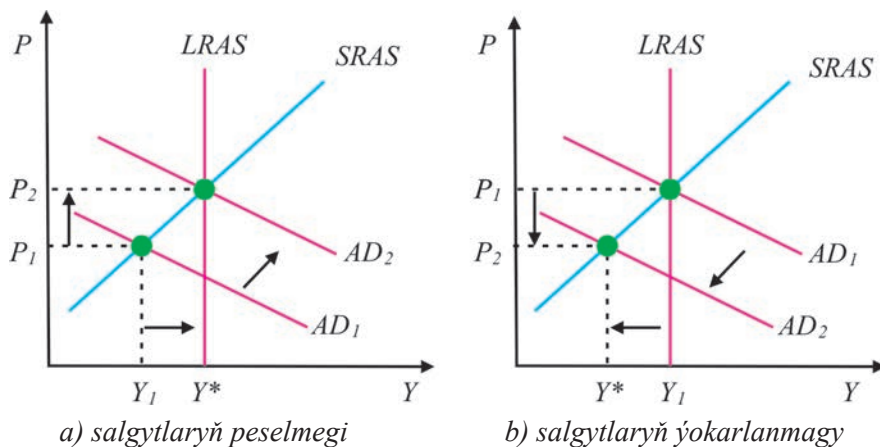 P LRAS SRAS
P₂
P₁
AD₂
AD₁
Y₁ Y* Y
a) salgytlaryň peselmegi
P LRAS SRAS
P₁
P₂
AD₁
AD₂
Y* Y₁ Y
b) salgytlaryň ýokarlanmagy